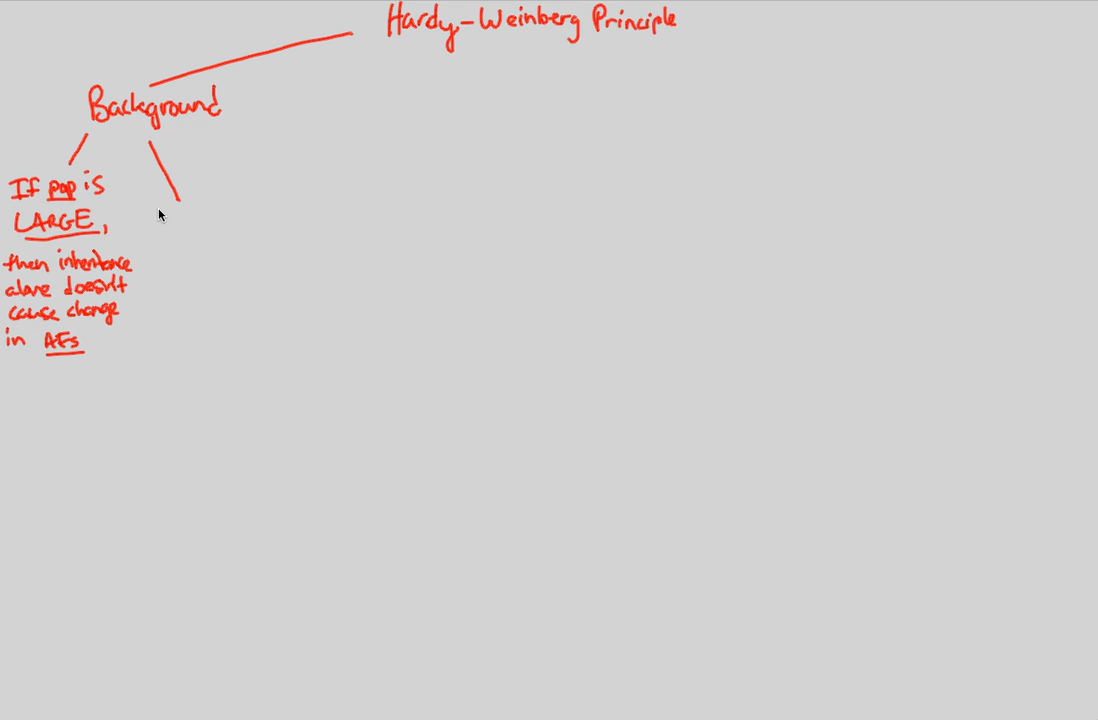 Hardy-Weinberg Principle
Background
If pop is
LARGE,
then inheritance
alone doesn't
cause change
in AFs